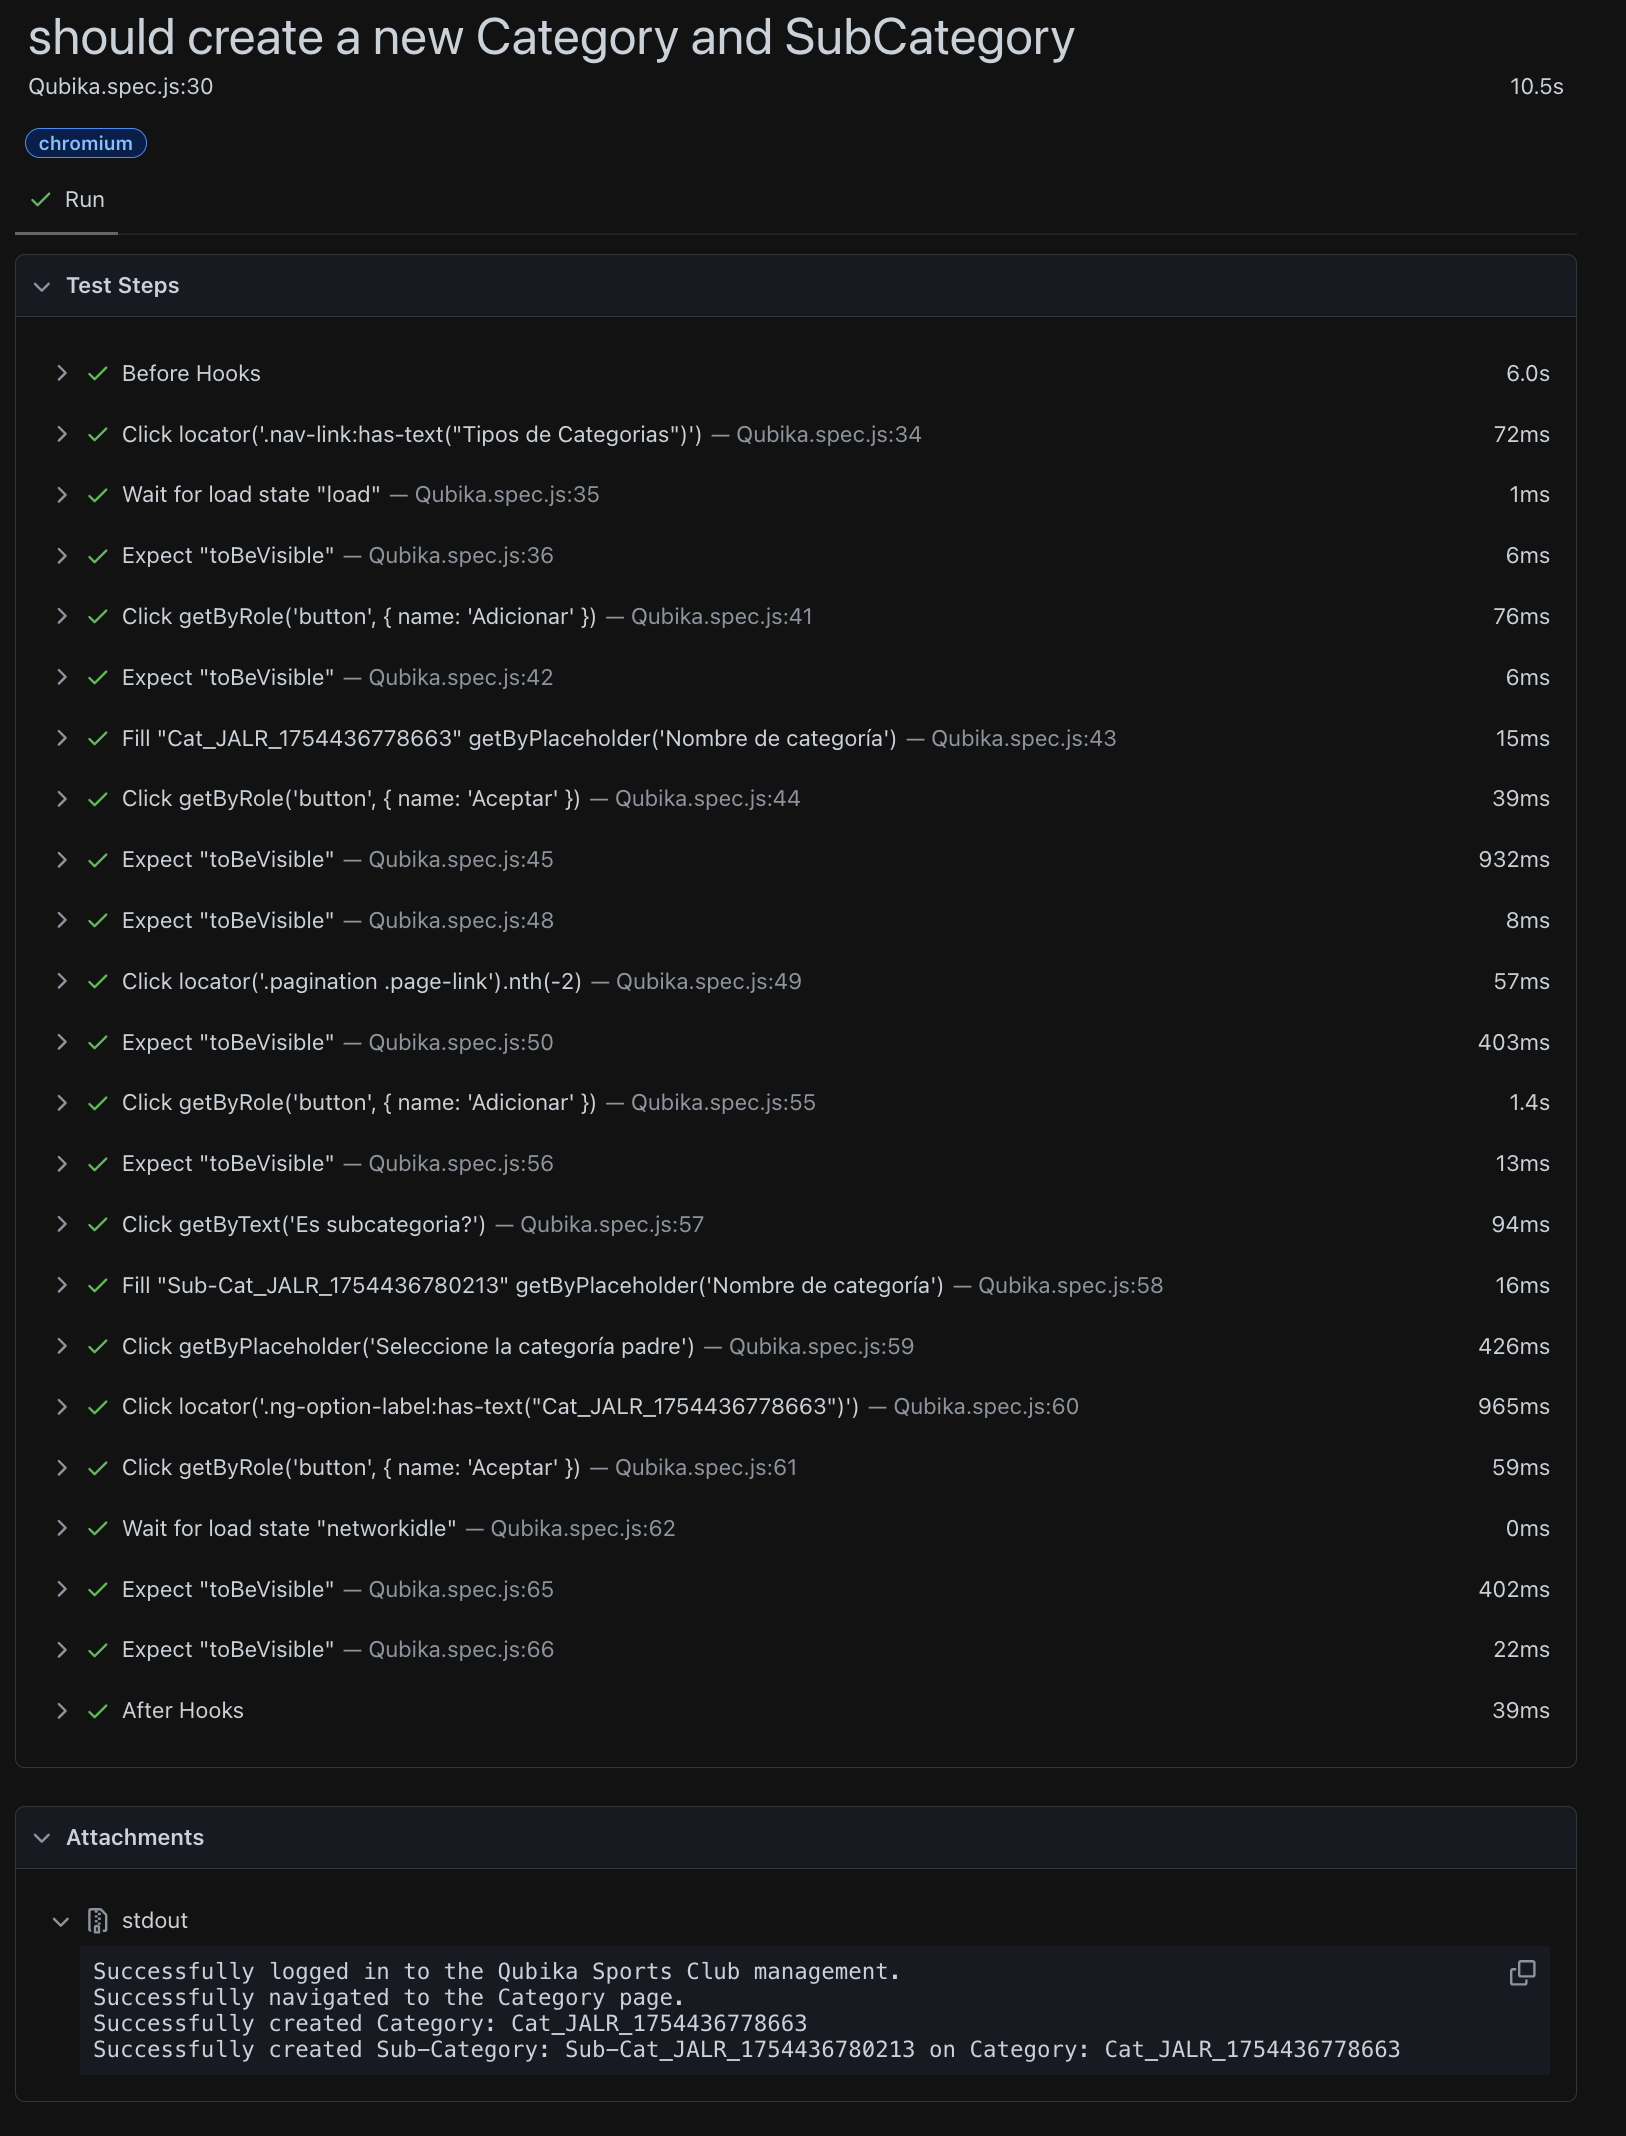 should create a new Category and SubCategory
Qubika.spec.js:30 10.5s
chromium
Run
Test Steps
Before Hooks 6.0s
Click locator('.nav-link:has-text("Tipos de Categorias")') — Qubika.spec.js:34 72ms
Wait for load state "load" — Qubika.spec.js:35 1ms
Expect "toBeVisible" — Qubika.spec.js:36 6ms
Click getByRole('button', { name: 'Adicionar' }) — Qubika.spec.js:41 76ms
Expect "toBeVisible" — Qubika.spec.js:42 6ms
Fill "Cat_JALR_1754436778663" getByPlaceholder('Nombre de categoría') — Qubika.spec.js:43 15ms
Click getByRole('button', { name: 'Aceptar' }) — Qubika.spec.js:44 39ms
Expect "toBeVisible" — Qubika.spec.js:45 932ms
Expect "toBeVisible" — Qubika.spec.js:48 8ms
Click locator('.pagination .page-link').nth(-2) — Qubika.spec.js:49 57ms
Expect "toBeVisible" — Qubika.spec.js:50 403ms
Click getByRole('button', { name: 'Adicionar' }) — Qubika.spec.js:55 1.4s
Expect "toBeVisible" — Qubika.spec.js:56 13ms
Click getByText('Es subcategoria?') — Qubika.spec.js:57 94ms
Fill "Sub-Cat_JALR_1754436780213" getByPlaceholder('Nombre de categoría') — Qubika.spec.js:58 16ms
Click getByPlaceholder('Seleccione la categoría padre') — Qubika.spec.js:59 426ms
Click locator('.ng-option-label:has-text("Cat_JALR_1754436778663")') — Qubika.spec.js:60 965ms
Click getByRole('button', { name: 'Aceptar' }) — Qubika.spec.js:61 59ms
Wait for load state "networkidle" — Qubika.spec.js:62 0ms
Expect "toBeVisible" — Qubika.spec.js:65 402ms
Expect "toBeVisible" — Qubika.spec.js:66 22ms
After Hooks 39ms
Attachments
stdout
Successfully logged in to the Qubika Sports Club management.
Successfully navigated to the Category page.
Successfully created Category: Cat_JALR_1754436778663
Successfully created Sub-Category: Sub-Cat_JALR_1754436780213 on Category: Cat_JALR_1754436778663